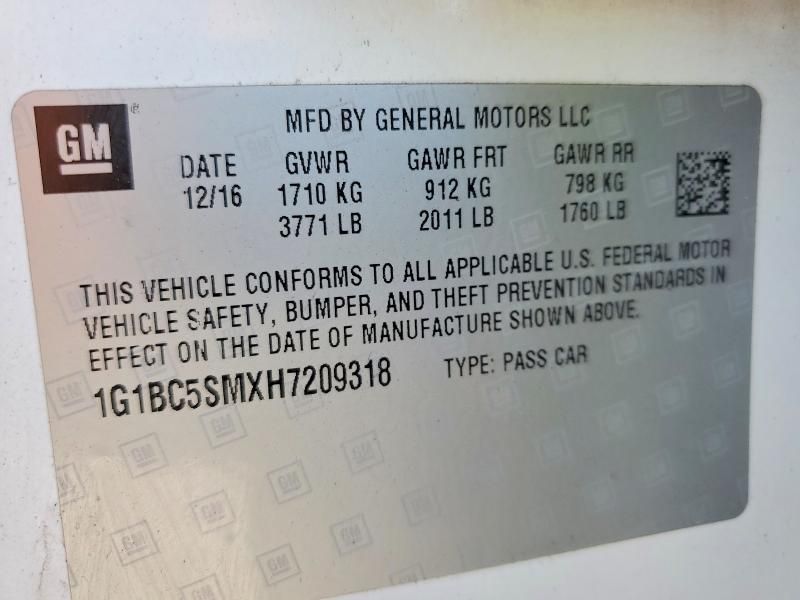 GM
MFD BY GENERAL MOTORS LLC
DATE GVWR GAWR FRT GAWR RR
12/16 1710 KG 912 KG 798 KG
3771 LB 2011 LB 1760 LB
THIS VEHICLE CONFORMS TO ALL APPLICABLE U.S. FEDERAL MOTOR
VEHICLE SAFETY, BUMPER, AND THEFT PREVENTION STANDARDS IN
EFFECT ON THE DATE OF MANUFACTURE SHOWN ABOVE.
1G1BC5SMXH7209318 TYPE: PASS CAR